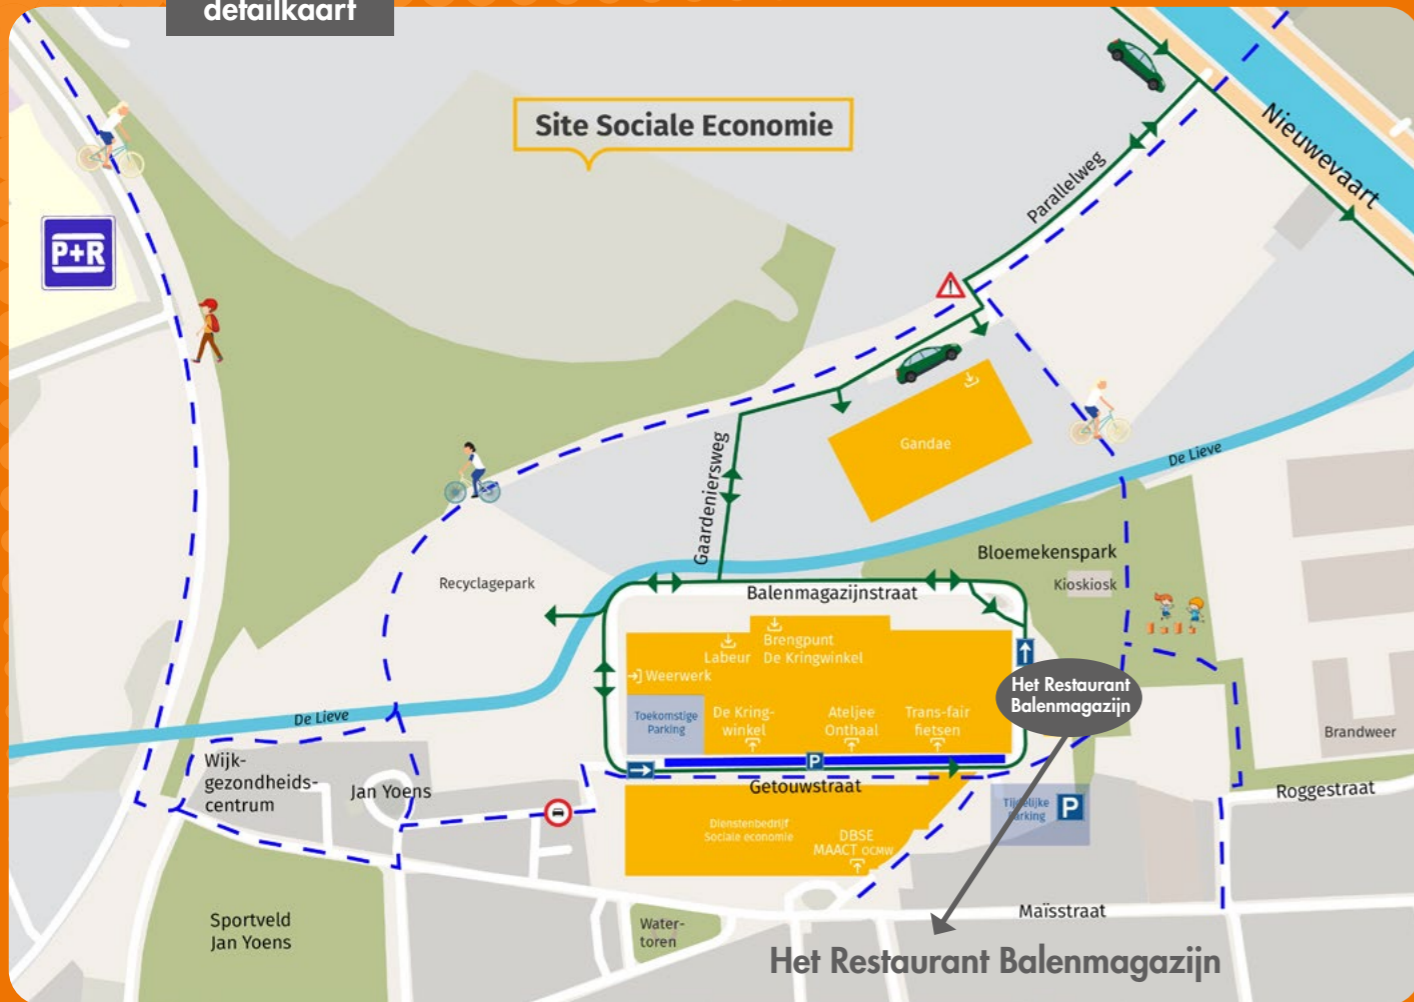 detailkaart
Site Sociale Economie
Nieuwevaart
Parallelweg
P+R
Gandae
De Lieve
Gaardeniersweg
Bloemekenspark
Kioskiosk
Recyclagepark
Balenmagazijnstraat
Brengpunt
De Kringwinkel
Labeur
Weerwerk
Het Restaurant
Balenmagazijn
Toekomstige
Parking
De Kring-
winkel
Ateljee
Onthaal
Trans-fair
fietsen
De Lieve
Brandweer
P
Wijk-
gezondheids-
centrum
Jan Yoens
Getouwstraat
Roggestraat
Tijdelijke
Parking
P
Dienstenbedrijf
Sociale economie
DBSE
MAACT OCMW
Maïsstraat
Sportveld
Jan Yoens
Water-
toren
Het Restaurant Balenmagazijn